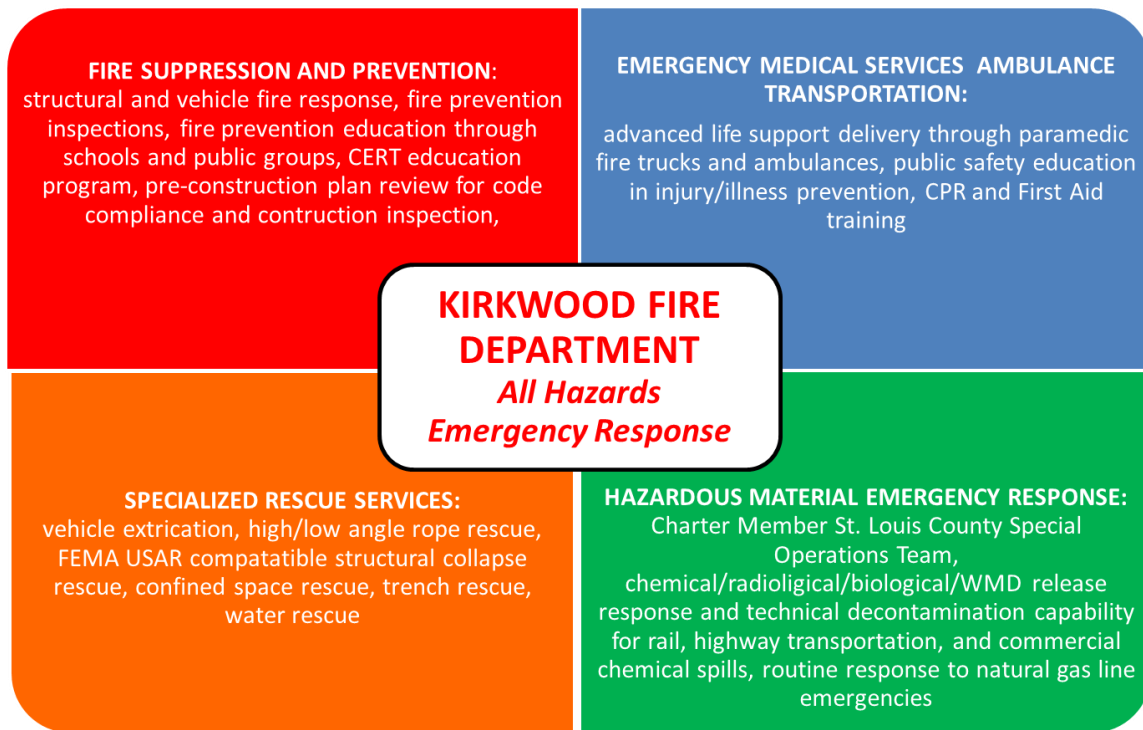 FIRE SUPPRESSION AND PREVENTION:
structural and vehicle fire response, fire prevention
inspections, fire prevention education through
schools and public groups, CERT edcucation
program, pre-construction plan review for code
compliance and contruction inspection,
EMERGENCY MEDICAL SERVICES AMBULANCE
TRANSPORTATION:
advanced life support delivery through paramedic
fire trucks and ambulances, public safety education
in injury/illness prevention, CPR and First Aid
training
KIRKWOOD FIRE
DEPARTMENT
All Hazards
Emergency Response
SPECIALIZED RESCUE SERVICES:
vehicle extrication, high/low angle rope rescue,
FEMA USAR compatatible structural collapse
rescue, confined space rescue, trench rescue,
water rescue
HAZARDOUS MATERIAL EMERGENCY RESPONSE:
Charter Member St. Louis County Special
Operations Team,
chemical/radioligical/biological/WMD release
response and technical decontamination capability
for rail, highway transportation, and commercial
chemical spills, routine response to natural gas line
emergencies